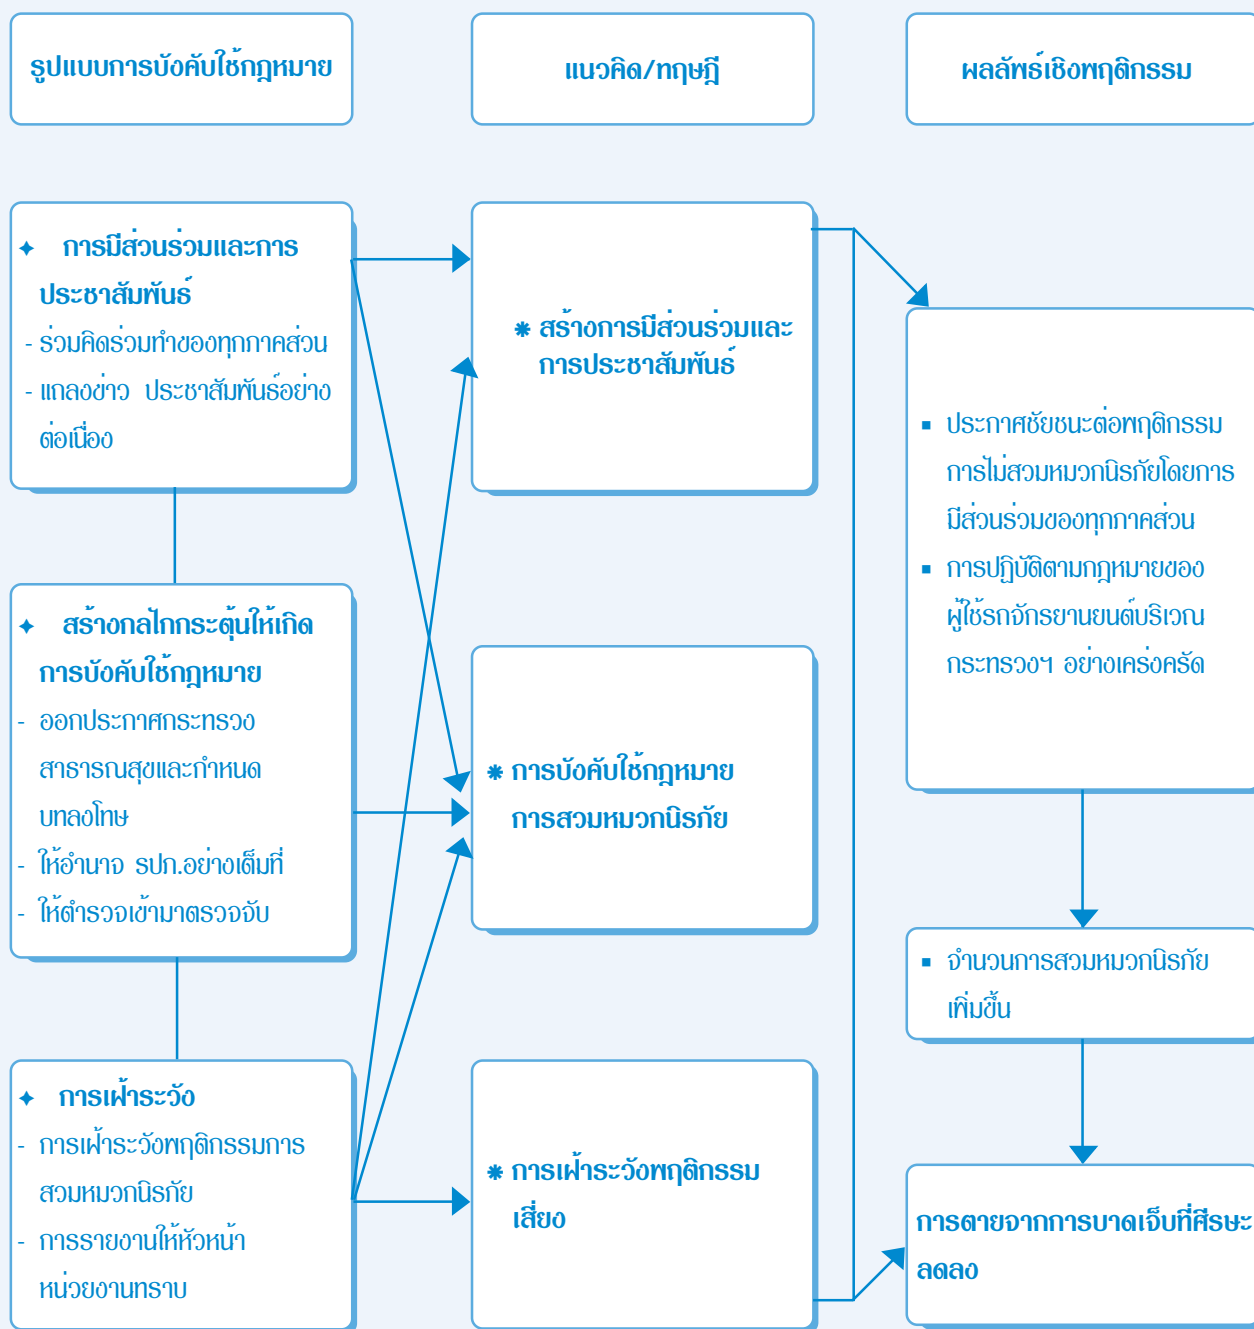 รูปแบบการบังคับใช้กฎหมาย
แนวคิด/ทฤษฎี
ผลลัพธ์เชิงพฤติกรรม
✦ การมีส่วนร่วมและการ
ประชาสัมพันธ์
- ร่วมคิดร่วมทำของทุกภาคส่วน
- แถลงข่าว ประชาสัมพันธ์อย่าง
ต่อเนื่อง
✦ สร้างกลไกกระตุ้นให้เกิด
การบังคับใช้กฎหมาย
- ออกประกาศกระทรวง
สาธารณสุขและกำหนด
บทลงโทษ
- ให้อำนาจ รปภ.อย่างเต็มที่
- ให้ตำรวจเข้ามาตรวจจับ
✦ การเฝ้าระวัง
- การเฝ้าระวังพฤติกรรมการ
สวมหมวกนิรภัย
- การรายงานให้หัวหน้า
หน่วยงานทราบ
✱ สร้างการมีส่วนร่วมและ
การประชาสัมพันธ์
✱ การบังคับใช้กฎหมาย
การสวมหมวกนิรภัย
✱ การเฝ้าระวังพฤติกรรม
เสี่ยง
▪ ประกาศชัยชนะต่อพฤติกรรม
การไม่สวมหมวกนิรภัยโดยการ
มีส่วนร่วมของทุกภาคส่วน
▪ การปฏิบัติตามกฎหมายของ
ผู้ใช้รถจักรยานยนต์บริเวณ
กระทรวงฯ อย่างเคร่งครัด
▪ จำนวนการสวมหมวกนิรภัย
เพิ่มขึ้น
การตายจากการบาดเจ็บที่ศีรษะ
ลดลง